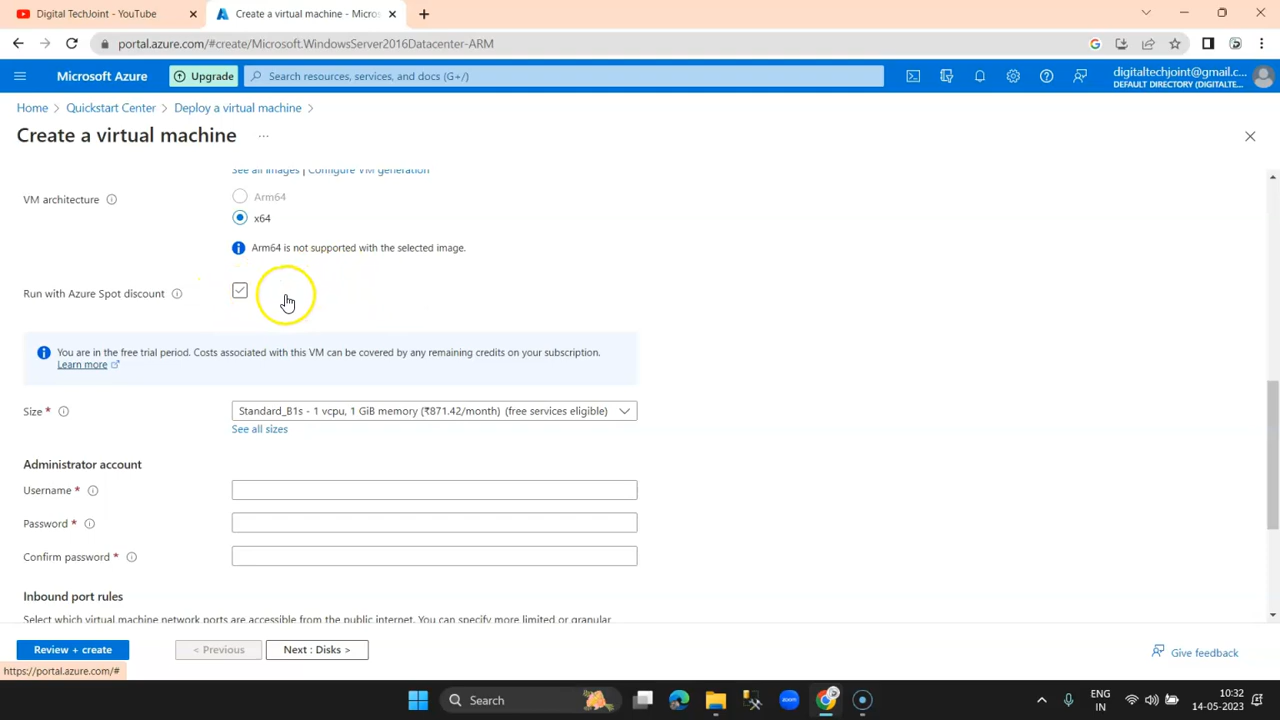 Digital TechJoint - YouTube
Create a virtual machine - Micros
portal.azure.com/#create/Microsoft.WindowsServer2016Datacenter-ARM
Microsoft Azure
Upgrade
Search resources, services, and docs (G+/)
digitaltechjoint@gmail.c...
DEFAULT DIRECTORY (DIGITALTE...
Home > Quickstart Center > Deploy a virtual machine >
Create a virtual machine ...
See all images | Configure VM generation
VM architecture
Arm64
x64
Arm64 is not supported with the selected image.
Run with Azure Spot discount
You are in the free trial period. Costs associated with this VM can be covered by any remaining credits on your subscription.
Learn more
Size *
Standard_B1s - 1 vcpu, 1 GiB memory (₹871.42/month) (free services eligible)
See all sizes
Administrator account
Username *
Password *
Confirm password *
Inbound port rules
Select which virtual machine network ports are accessible from the public internet. You can specify more limited or granular
Review + create
< Previous
Next : Disks >
Give feedback
https://portal.azure.com/#
Search
zoom
ENG
IN
10:32
14-05-2023